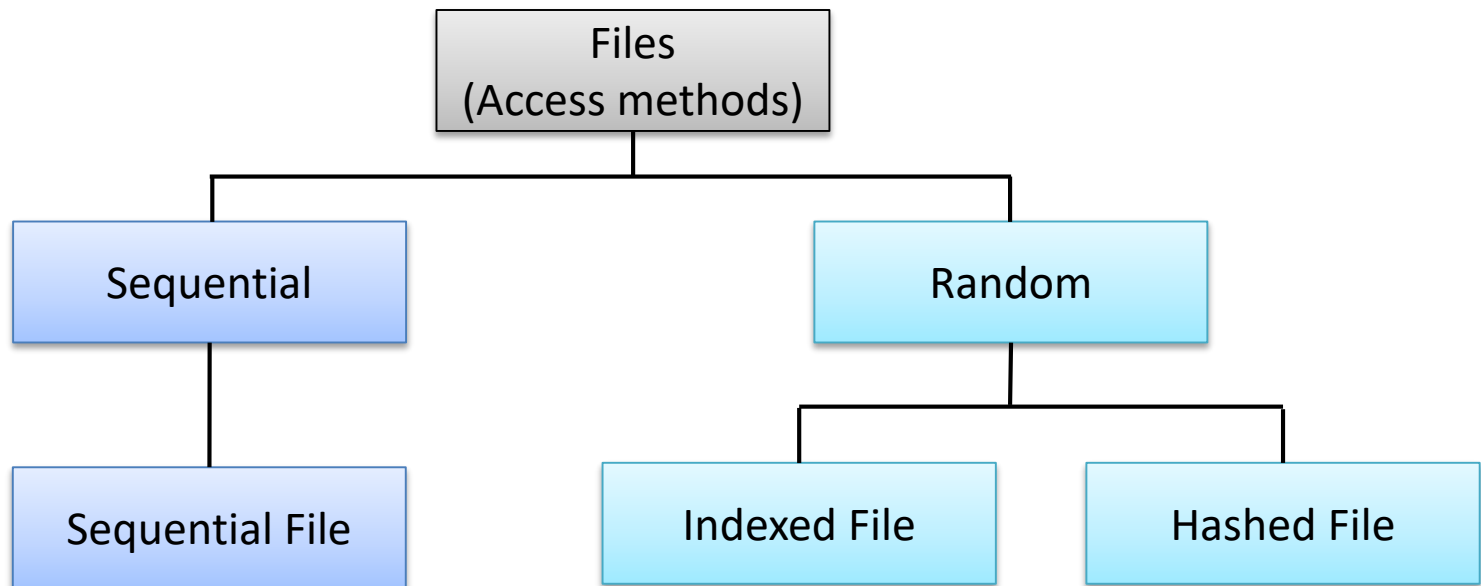 Files
(Access methods)
Sequential
Random
Sequential File
Indexed File
Hashed File